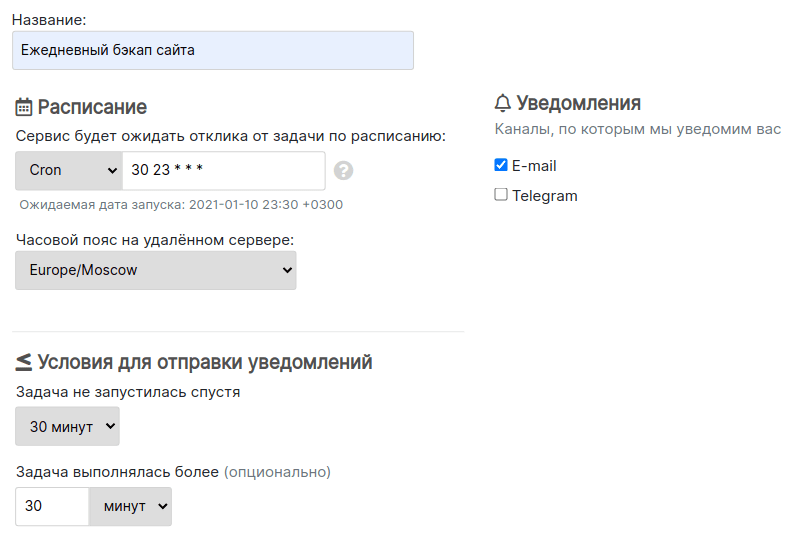 Название:
Ежедневный бэкап сайта
Расписание
Сервис будет ожидать отклика от задачи по расписанию:
Cron 30 23 * * * ?
Ожидаемая дата запуска: 2021-01-10 23:30 +0300
Часовой пояс на удалённом сервере:
Europe/Moscow
Уведомления
Каналы, по которым мы уведомим вас
E-mail
Telegram
Условия для отправки уведомлений
Задача не запустилась спустя
30 минут
Задача выполнялась более (опционально)
30 минут